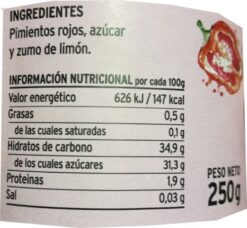 INGREDIENTES
Pimientos rojos, azúcar
y zumo de limón.
INFORMACIÓN NUTRICIONAL por cada 100g
Valor energético 626 kJ / 147 kcal
Grasas 0,5 g
de las cuales saturadas 0,1 g
Hidratos de carbono 34,9 g
de los cuales azúcares 31,3 g
Proteínas 1,9 g
Sal 0,03 g
PESO NETO
250g